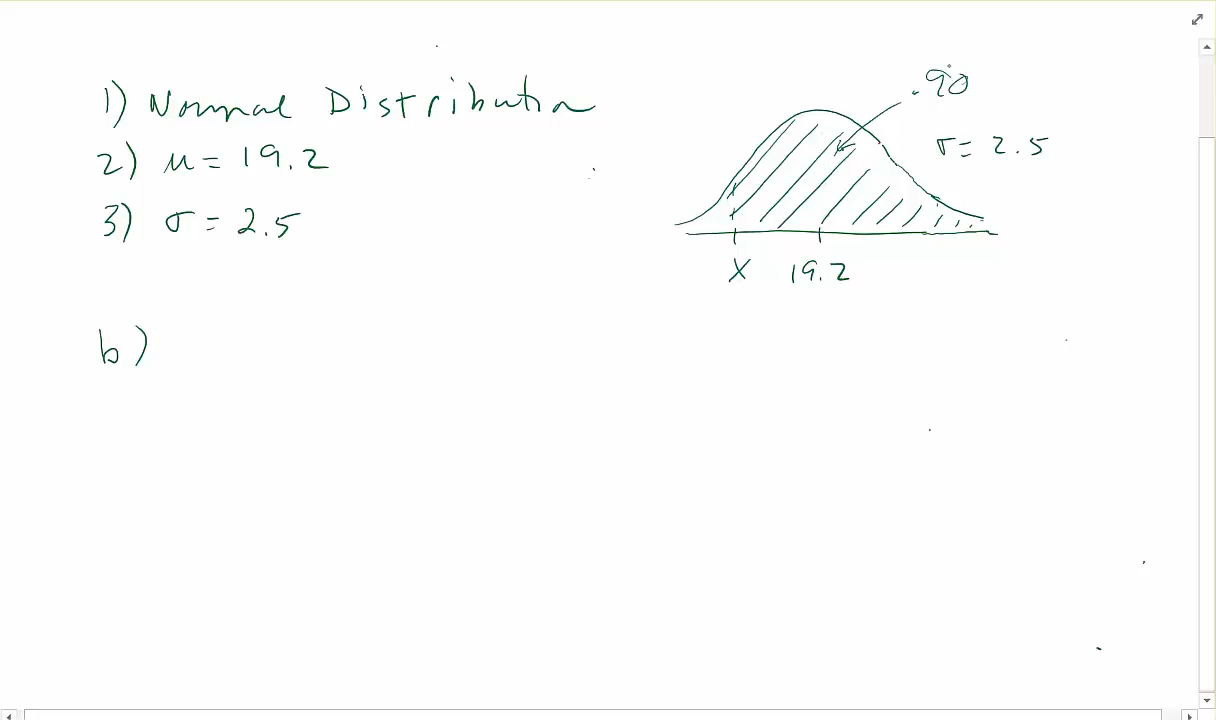 1) Normal Distribution
2) μ = 19.2
3) σ = 2.5
.90
σ = 2.5
X 19.2
b)